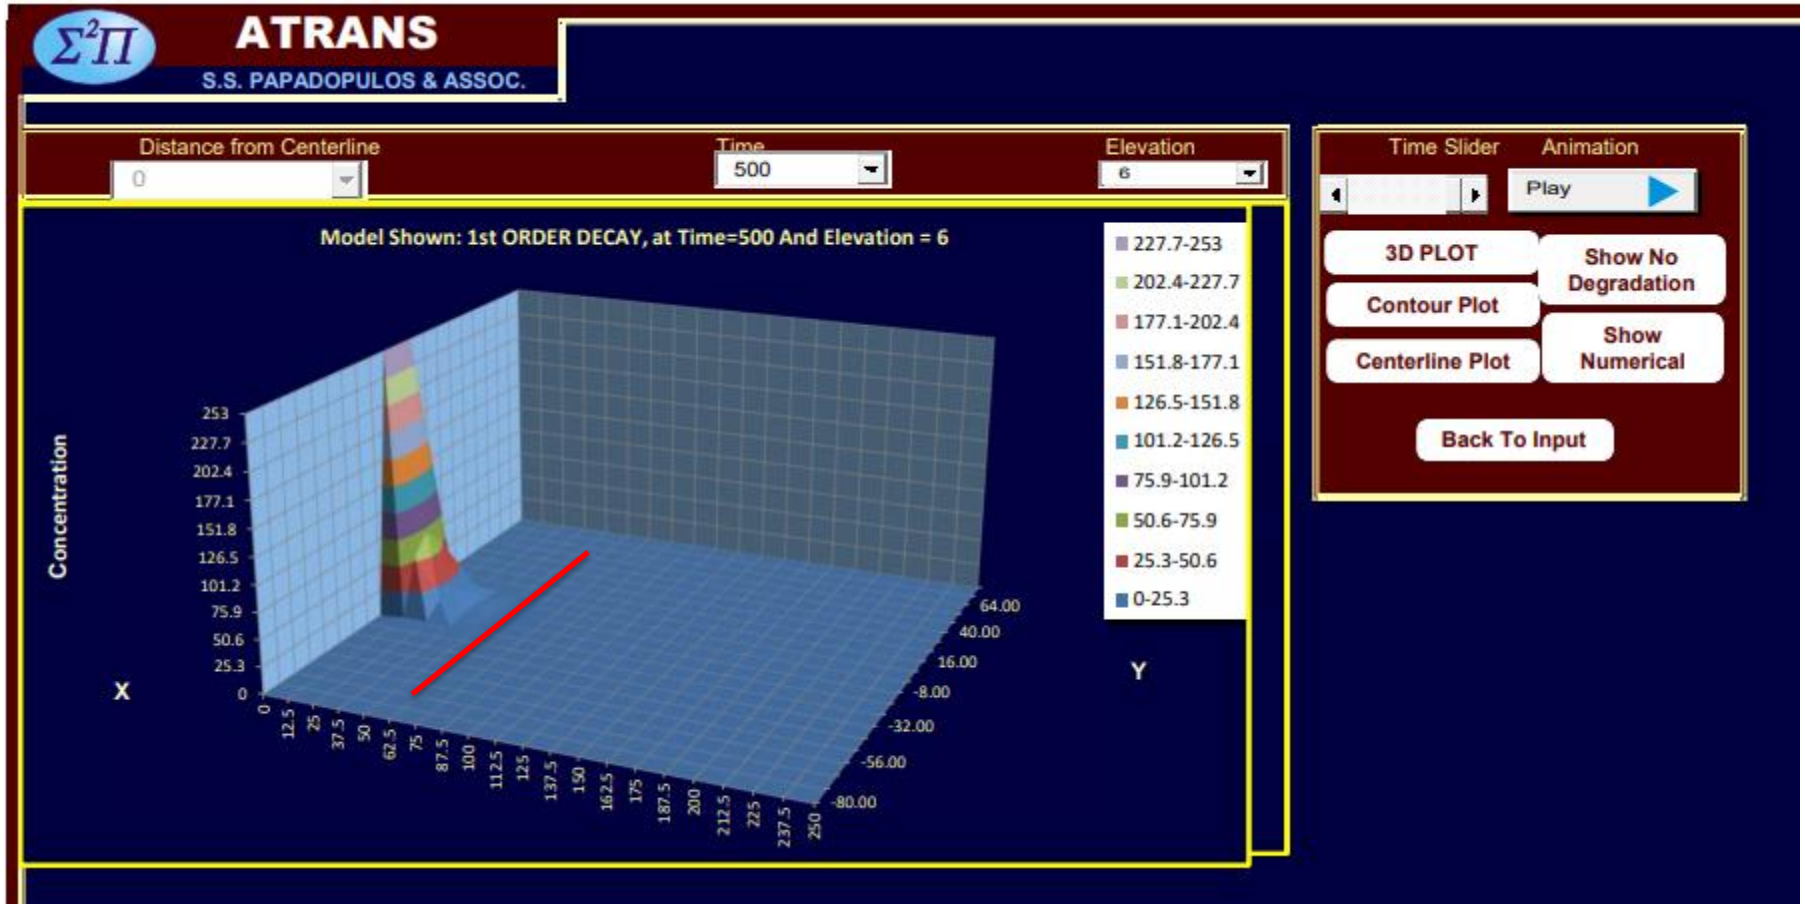 Σ²Π
ATRANS
S.S. PAPADOPULOS & ASSOC.
Distance from Centerline
Time
Elevation
0
500
6
Time Slider
Animation
Play
3D PLOT
Show No
Degradation
Contour Plot
Centerline Plot
Show
Numerical
Back To Input
Model Shown: 1st ORDER DECAY, at Time=500 And Elevation = 6
227.7-253
202.4-227.7
177.1-202.4
151.8-177.1
126.5-151.8
101.2-126.5
75.9-101.2
50.6-75.9
25.3-50.6
0-25.3
Concentration
253
227.7
202.4
177.1
151.8
126.5
101.2
75.9
50.6
25.3
0
X
0
12.5
25
37.5
50
62.5
75
87.5
100
112.5
125
137.5
150
162.5
175
187.5
200
212.5
225
237.5
250
64.00
40.00
16.00
-8.00
-32.00
-56.00
-80.00
Y